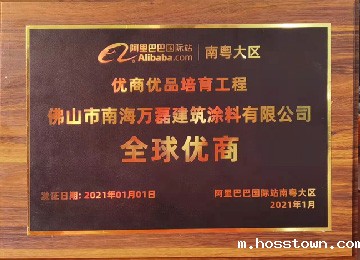 阿里巴巴国际站 南粤大区
Alibaba.com
优商优品培育工程
佛山市南海万磊建筑涂料有限公司
全球优商
发证日期:2021年01月01日
阿里巴巴国际站南粤大区
2021年1月
m.hosstown.com